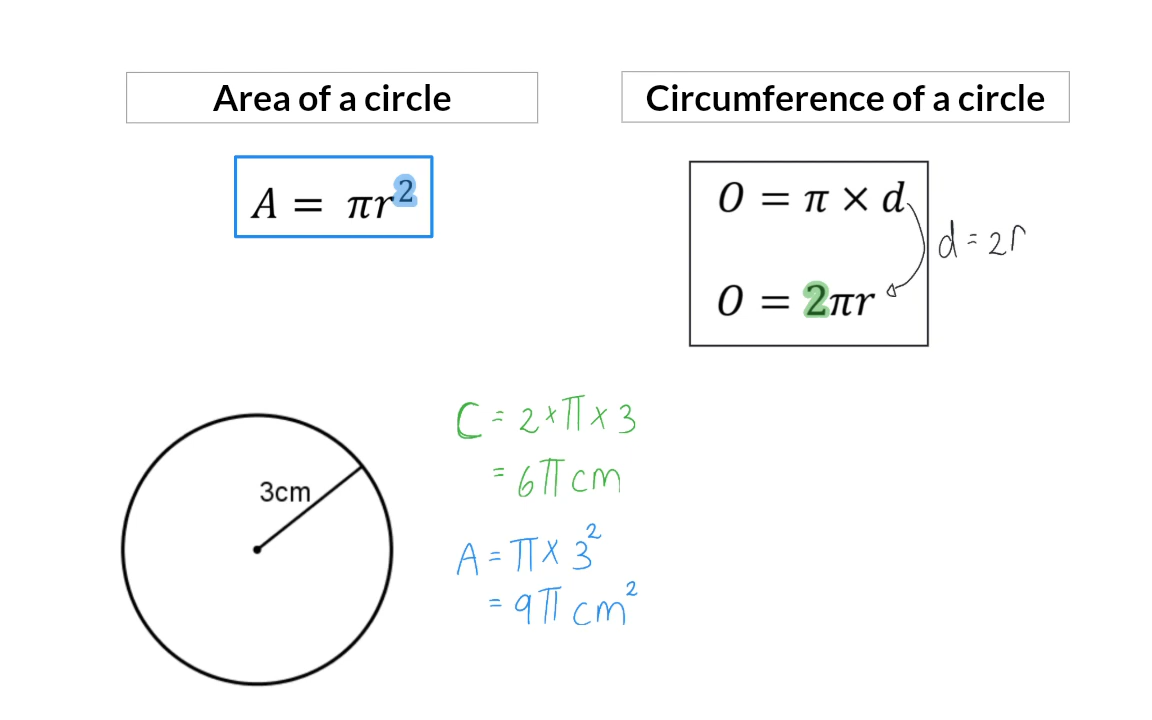 Area of a circle
Circumference of a circle
A = πr²
O = π × d
d = 2r
O = 2πr
3cm
C = 2 × π × 3
= 6π cm
A = π × 3²
= 9π cm²